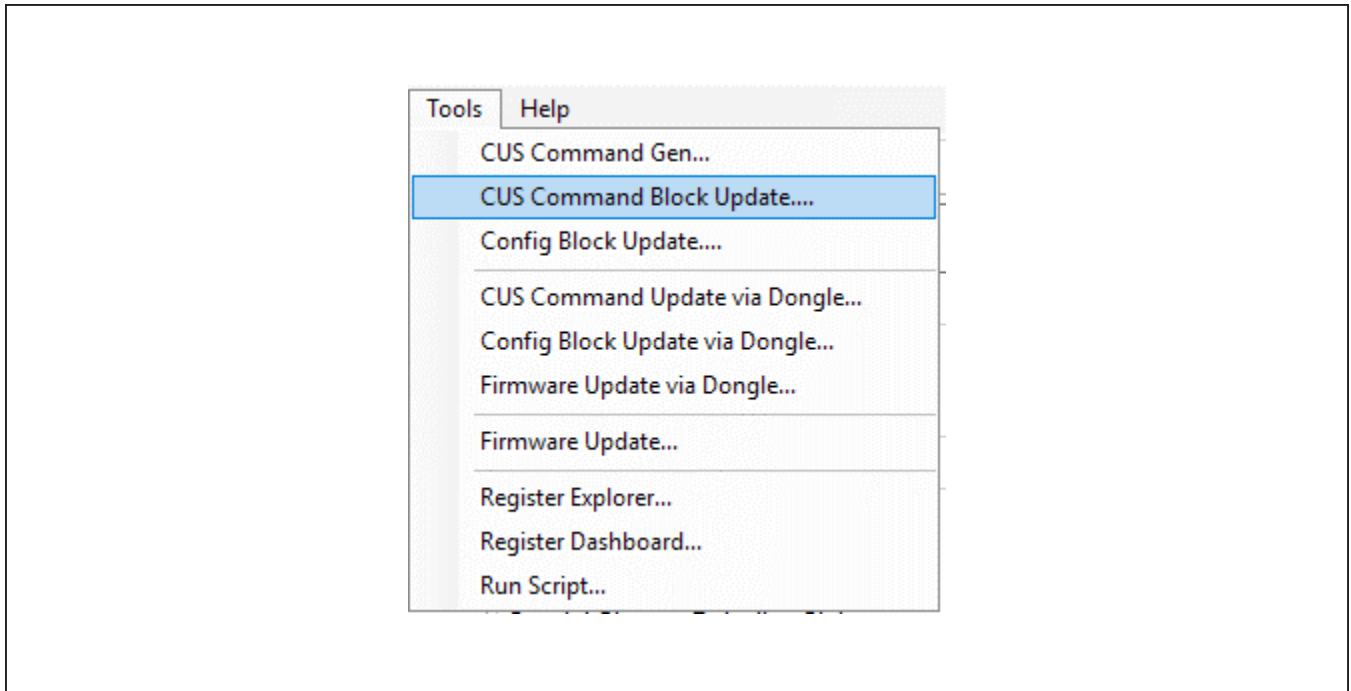 Tools Help
CUS Command Gen...
CUS Command Block Update....
Config Block Update....
CUS Command Update via Dongle...
Config Block Update via Dongle...
Firmware Update via Dongle...
Firmware Update...
Register Explorer...
Register Dashboard...
Run Script...